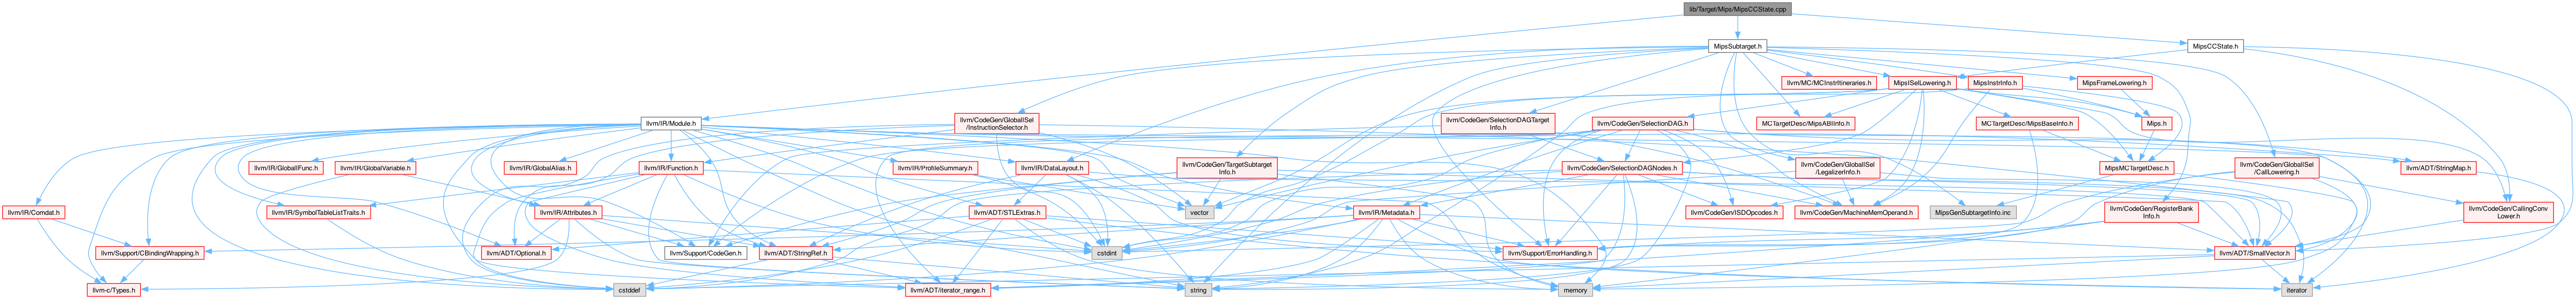 lib/Target/Mips/MipsCCState.cpp
MipsSubtarget.h
MipsCCState.h
llvm/MC/MCInstrItineraries.h
MipsISelLowering.h
MipsInstrInfo.h
MipsFrameLowering.h
llvm/IR/Module.h
llvm/CodeGen/GlobalISel
/InstructionSelector.h
llvm/CodeGen/SelectionDAGTarget
Info.h
llvm/CodeGen/SelectionDAG.h
MCTargetDesc/MipsABIInfo.h
MCTargetDesc/MipsBaseInfo.h
Mips.h
llvm/IR/GlobalIFunc.h
llvm/IR/GlobalVariable.h
llvm/IR/GlobalAlias.h
llvm/IR/Function.h
llvm/IR/ProfileSummary.h
llvm/IR/DataLayout.h
llvm/CodeGen/TargetSubtarget
Info.h
llvm/CodeGen/SelectionDAGNodes.h
llvm/CodeGen/GlobalISel
/LegalizerInfo.h
MipsMCTargetDesc.h
llvm/CodeGen/GlobalISel
/CallLowering.h
llvm/ADT/StringMap.h
llvm/IR/Comdat.h
llvm/IR/SymbolTableListTraits.h
llvm/IR/Attributes.h
llvm/ADT/STLExtras.h
vector
llvm/IR/Metadata.h
llvm/CodeGen/ISDOpcodes.h
llvm/CodeGen/MachineMemOperand.h
MipsGenSubtargetInfo.inc
llvm/CodeGen/RegisterBank
Info.h
llvm/CodeGen/CallingConv
Lower.h
llvm/Support/CBindingWrapping.h
llvm/ADT/Optional.h
llvm/Support/CodeGen.h
llvm/ADT/StringRef.h
cstdint
llvm/Support/ErrorHandling.h
llvm/ADT/SmallVector.h
llvm-c/Types.h
cstddef
llvm/ADT/iterator_range.h
string
memory
iterator